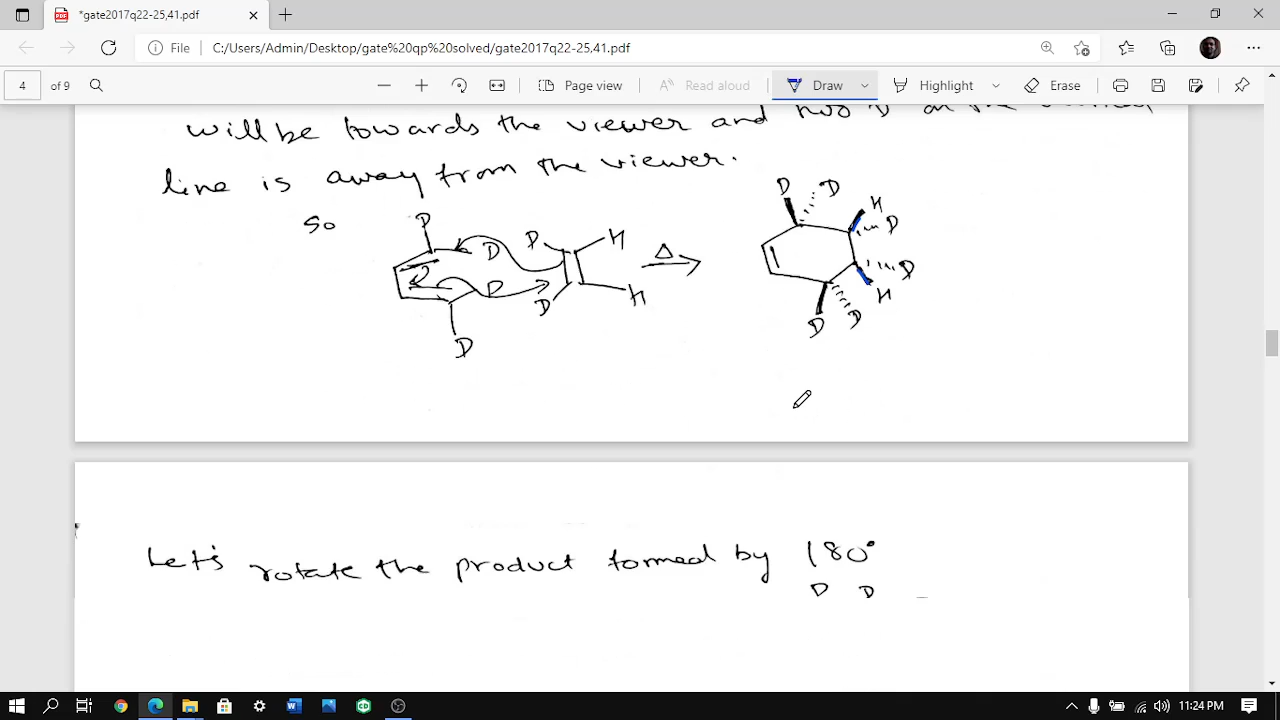 *gate2017q22-25,41.pdf
File C:/Users/Admin/Desktop/gate%20qp%20solved/gate2017q22-25,41.pdf
4 of 9 Page view Read aloud Draw Highlight Erase
will be towards the viewer and two D on the
line is away from the viewer.
So
D D D H Δ D D H D
D D H D H
D D D
Let's rotate the product formed by 180°
D D
11:24 PM